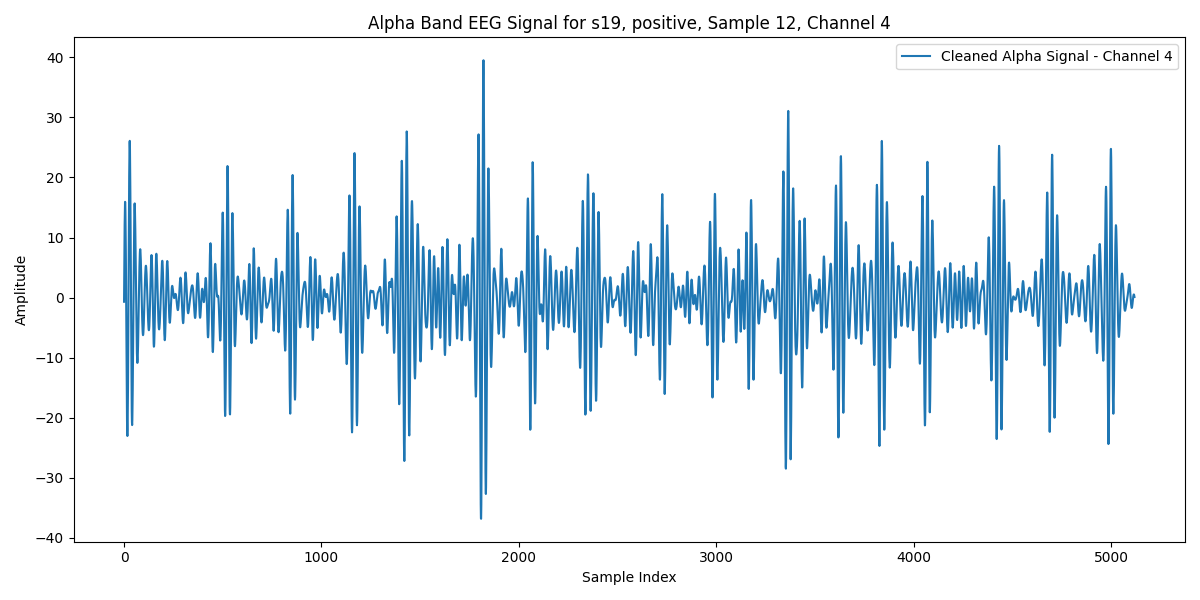 Alpha Band EEG Signal for s19, positive, Sample 12, Channel 4
Cleaned Alpha Signal - Channel 4
Amplitude
40
30
20
10
0
−10
−20
−30
−40
0 1000 2000 3000 4000 5000
Sample Index